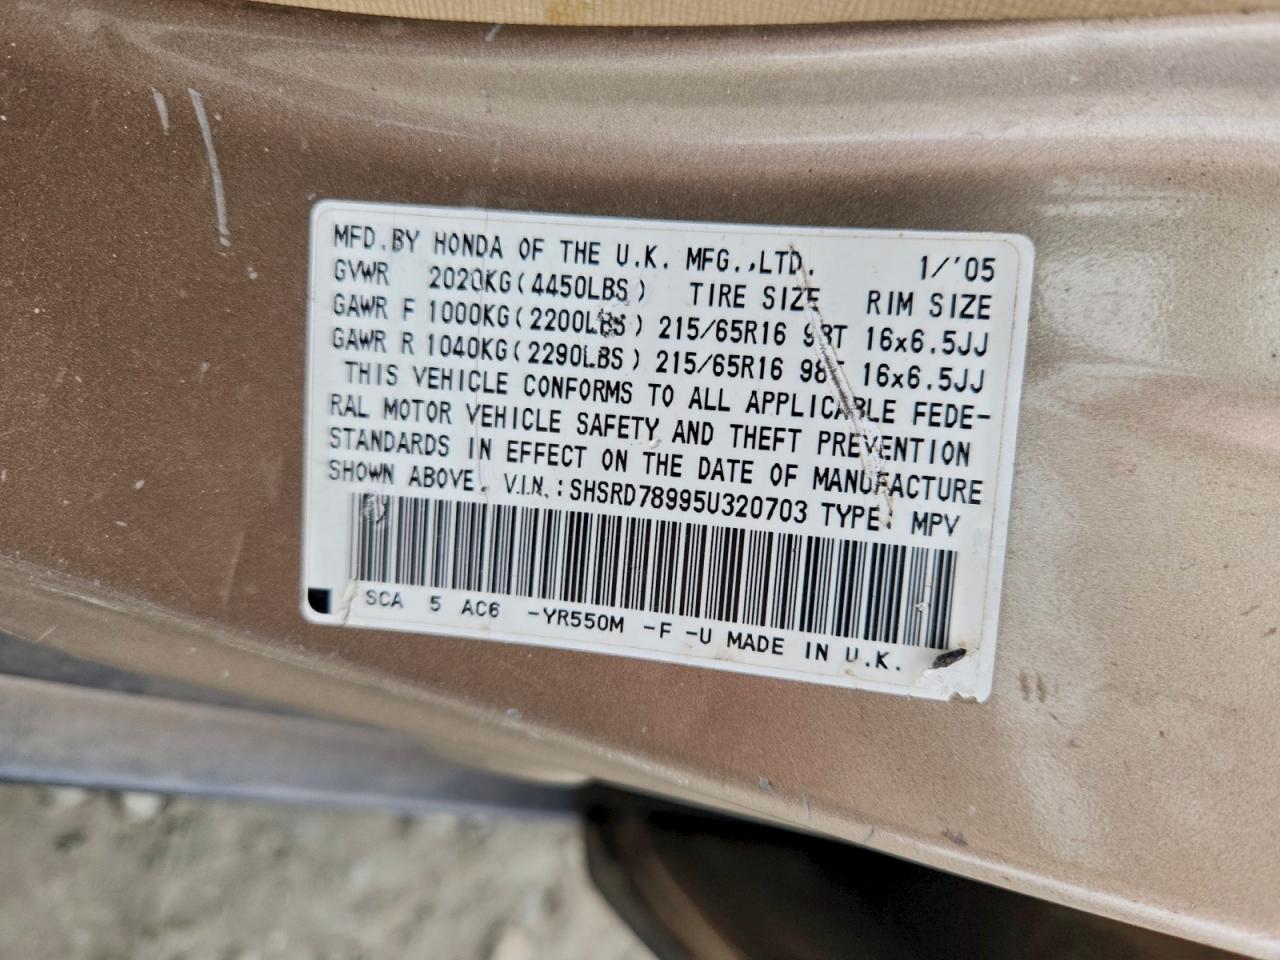 MFD.BY HONDA OF THE U.K. MFG.,LTD. 1/'05
GVWR 2020KG(4450LBS) TIRE SIZE RIM SIZE
GAWR F 1000KG(2200LBS) 215/65R16 98T 16x6.5JJ
GAWR R 1040KG(2290LBS) 215/65R16 98T 16x6.5JJ
THIS VEHICLE CONFORMS TO ALL APPLICABLE FEDE-
RAL MOTOR VEHICLE SAFETY AND THEFT PREVENTION
STANDARDS IN EFFECT ON THE DATE OF MANUFACTURE
SHOWN ABOVE. V.I.N.:SHSRD78995U320703 TYPE: MPV
SCA 5 AC6 -YR550M -F -U MADE IN U.K.